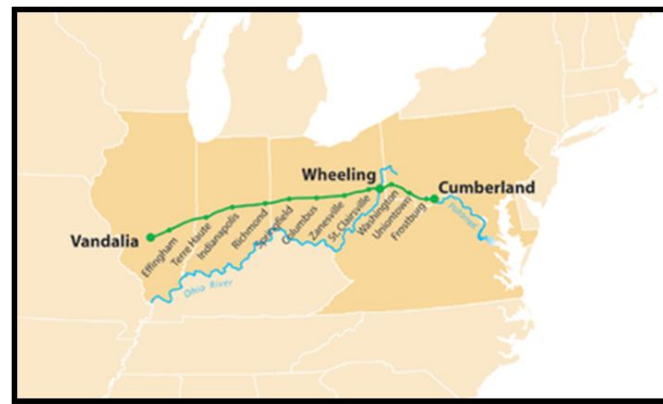 Wheeling
Cumberland
Vandalia
Effingham
Terre Haute
Indianapolis
Richmond
Springfield
Columbus
Zanesville
St. Clairsville
Washington
Uniontown
Frostburg
Ohio River